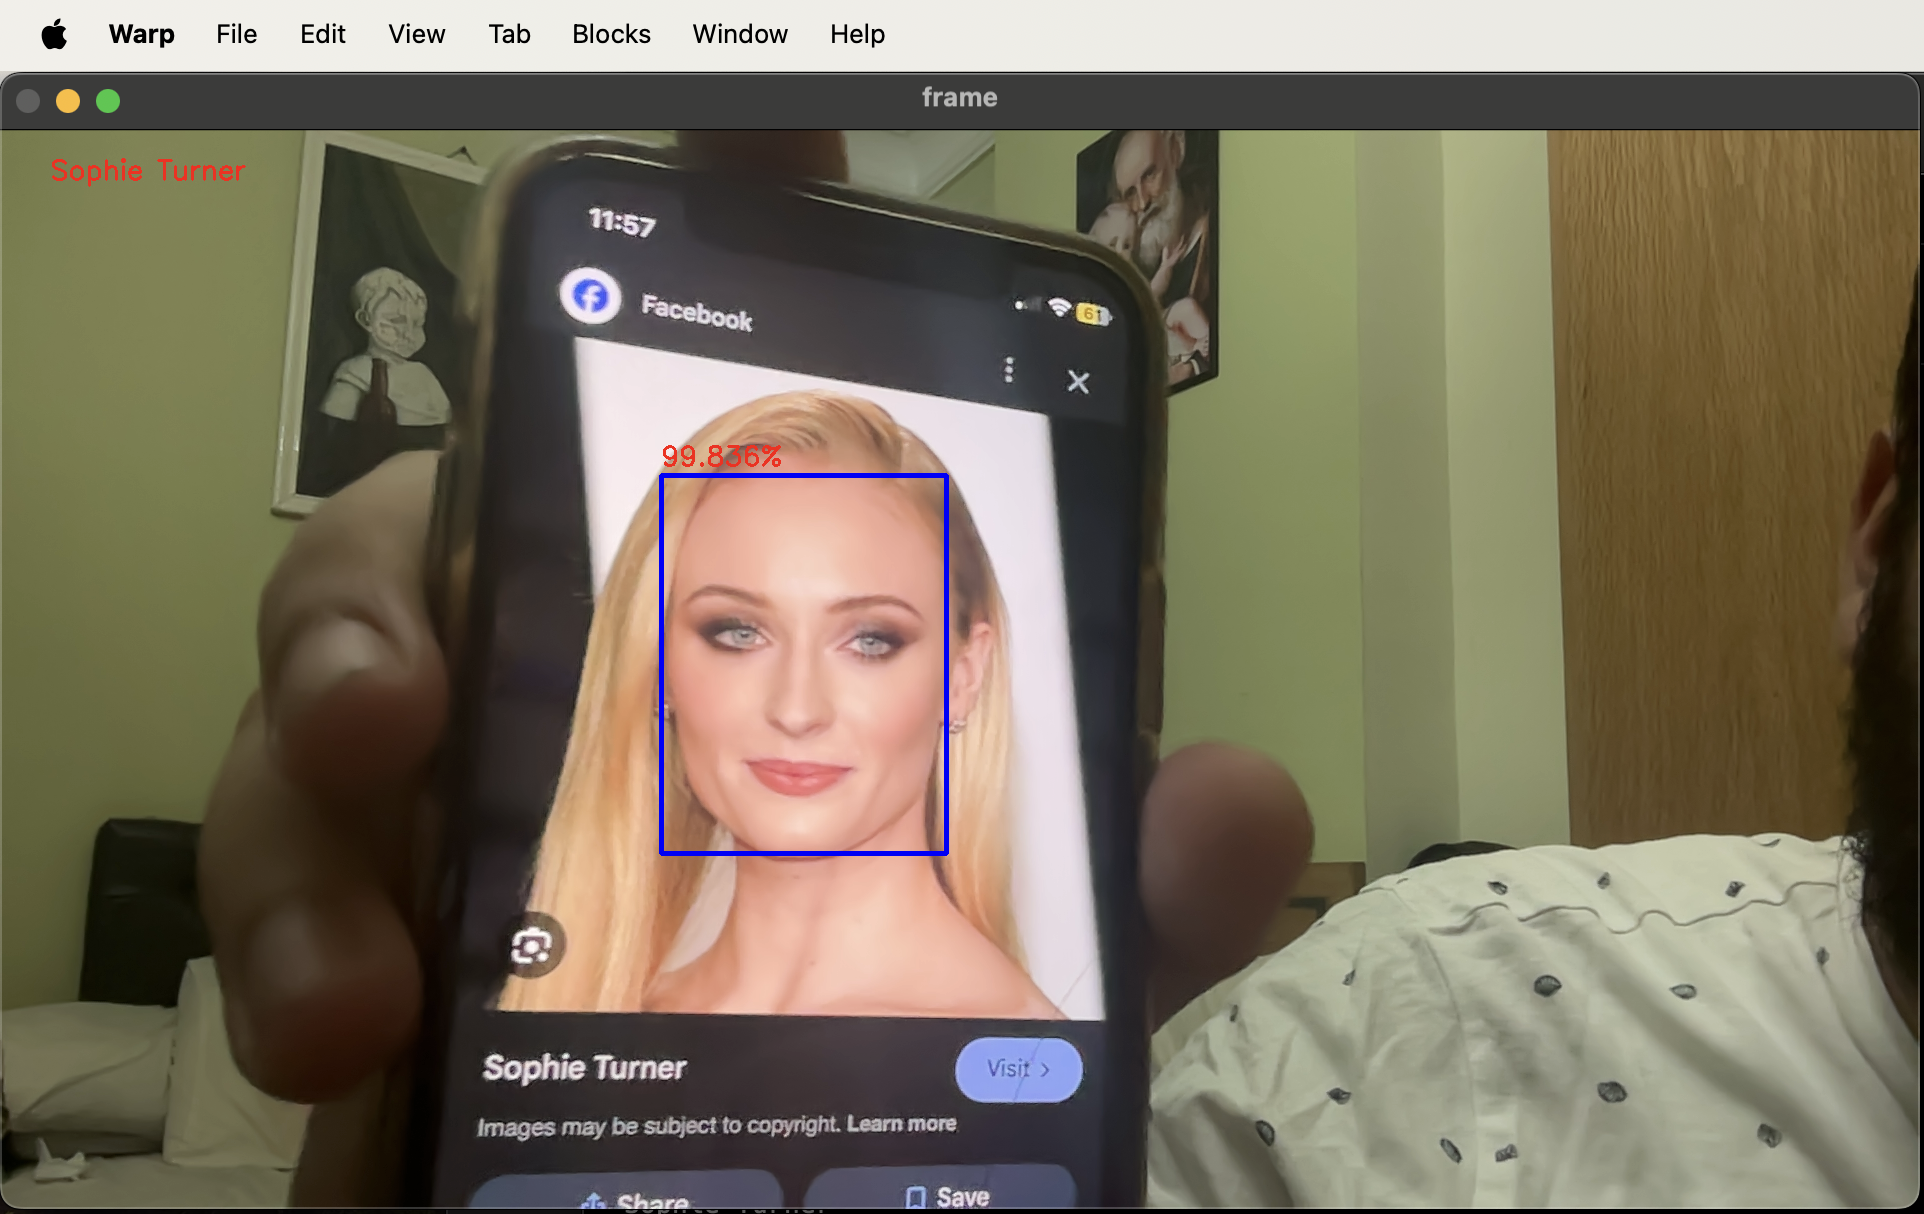 Warp File Edit View Tab Blocks Window Help
frame
Sophie Turner
11:57
61
Facebook
99.836%
Sophie Turner
Visit >
Images may be subject to copyright. Learn more
Share
Save